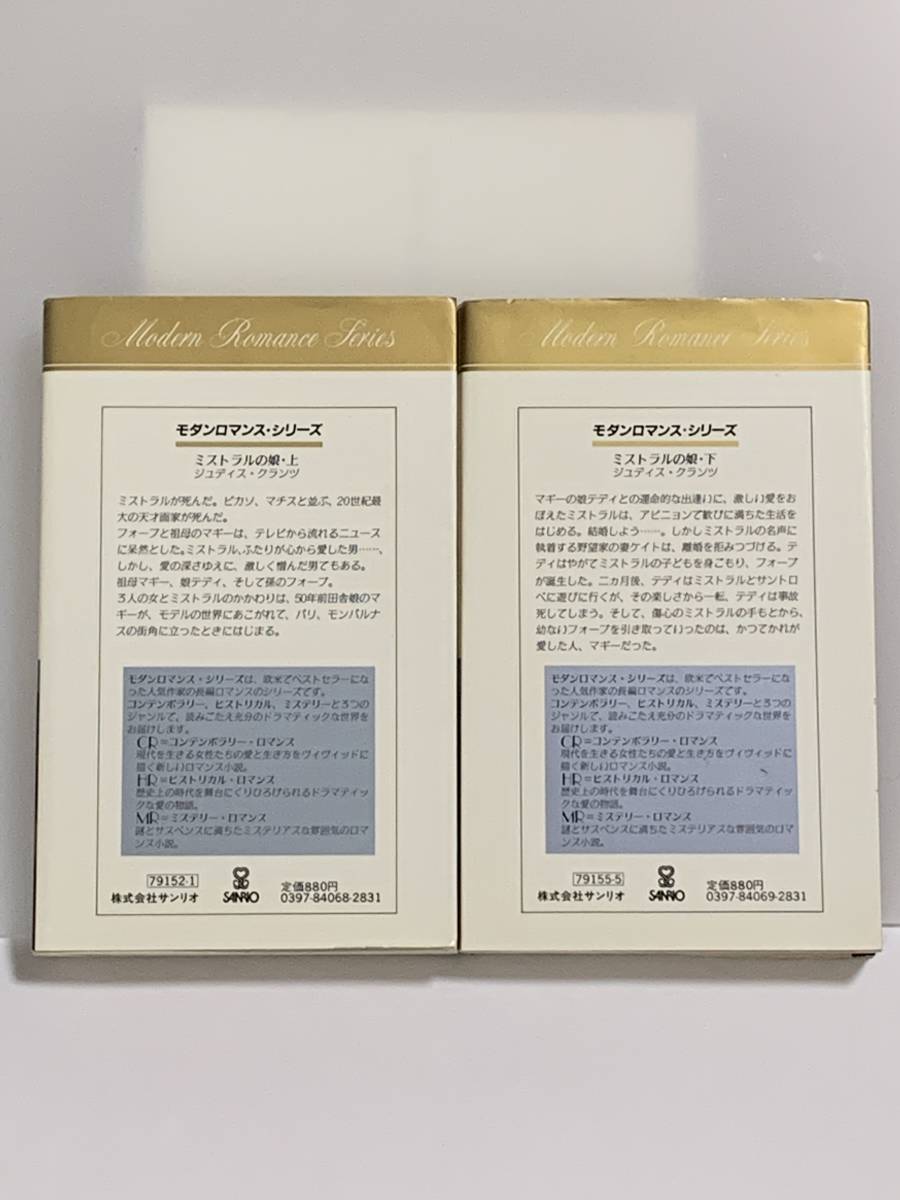 Modern Romance Series
モダンロマンス・シリーズ
ミストラルの娘・上
ジュディス・クランツ
ミストラルが死んだ。ピカソ、マチスと並ぶ、20世紀最
大の天才画家が死んだ。
フォーブと祖母のマギーは、テレビから流れるニュース
に呆然とした。ミストラル、ふたりが心から愛した男……、
しかし、愛の深さゆえに、激しく憎んだ男でもある。
祖母マギー、娘テディ、そして孫のフォーブ。
3人の女とミストラルのかかわりは、50年前田舎娘のマ
ギーが、モデルの世界にあこがれて、パリ、モンパルナ
スの街角に立ったときにはじまる。
モダンロマンス・シリーズは、欧米でベストセラーにな
った人気作家の長編ロマンスのシリーズです。
コンテンポラリー、ヒストリカル、ミステリーと3つの
ジャンルで、読みごたえ充分のドラマティックな世界を
お届けします。
CR=コンテンポラリー・ロマンス
現代を生きる女性たちの愛と生き方をヴィヴィッドに
描く新しいロマンス小説。
HR=ヒストリカル・ロマンス
歴史上の時代を舞台にくりひろげられるドラマティッ
クな愛の物語。
MR=ミステリー・ロマンス
謎とサスペンスに満ちたミステリアスな雰囲気のロマ
ンス小説。
79152-1
株式会社サンリオ
SANRIO
定価880円
0397-84068-2831
Modern Romance Series
モダンロマンス・シリーズ
ミストラルの娘・下
ジュディス・クランツ
マギーの娘テディとの運命的な出逢いに、激しい愛をお
ぼえたミストラルは、アビニョンで歓びに満ちた生活を
はじめる。結婚しよう……。しかしミストラルの名声に
執着する野望家の妻ケイトは、離婚を拒みつづける。テ
ディはやがてミストラルの子どもを身ごもり、フォーブ
が誕生した。二ヵ月後、テディはミストラルとサントロ
ペに遊びに行くが、その楽しさから一転、テディは事故
死してしまう。そして、傷心のミストラルの手もとから、
幼ないフォーブを引き取っていったのは、かつてかれが
愛した人、マギーだった。
モダンロマンス・シリーズは、欧米でベストセラーにな
った人気作家の長編ロマンスのシリーズです。
コンテンポラリー、ヒストリカル、ミステリーと3つの
ジャンルで、読みごたえ充分のドラマティックな世界を
お届けします。
CR=コンテンポラリー・ロマンス
現代を生きる女性たちの愛と生き方をヴィヴィッドに
描く新しいロマンス小説。
HR=ヒストリカル・ロマンス
歴史上の時代を舞台にくりひろげられるドラマティッ
クな愛の物語。
MR=ミステリー・ロマンス
謎とサスペンスに満ちたミステリアスな雰囲気のロマ
ンス小説。
79155-5
株式会社サンリオ
SANRIO
定価880円
0397-84069-2831